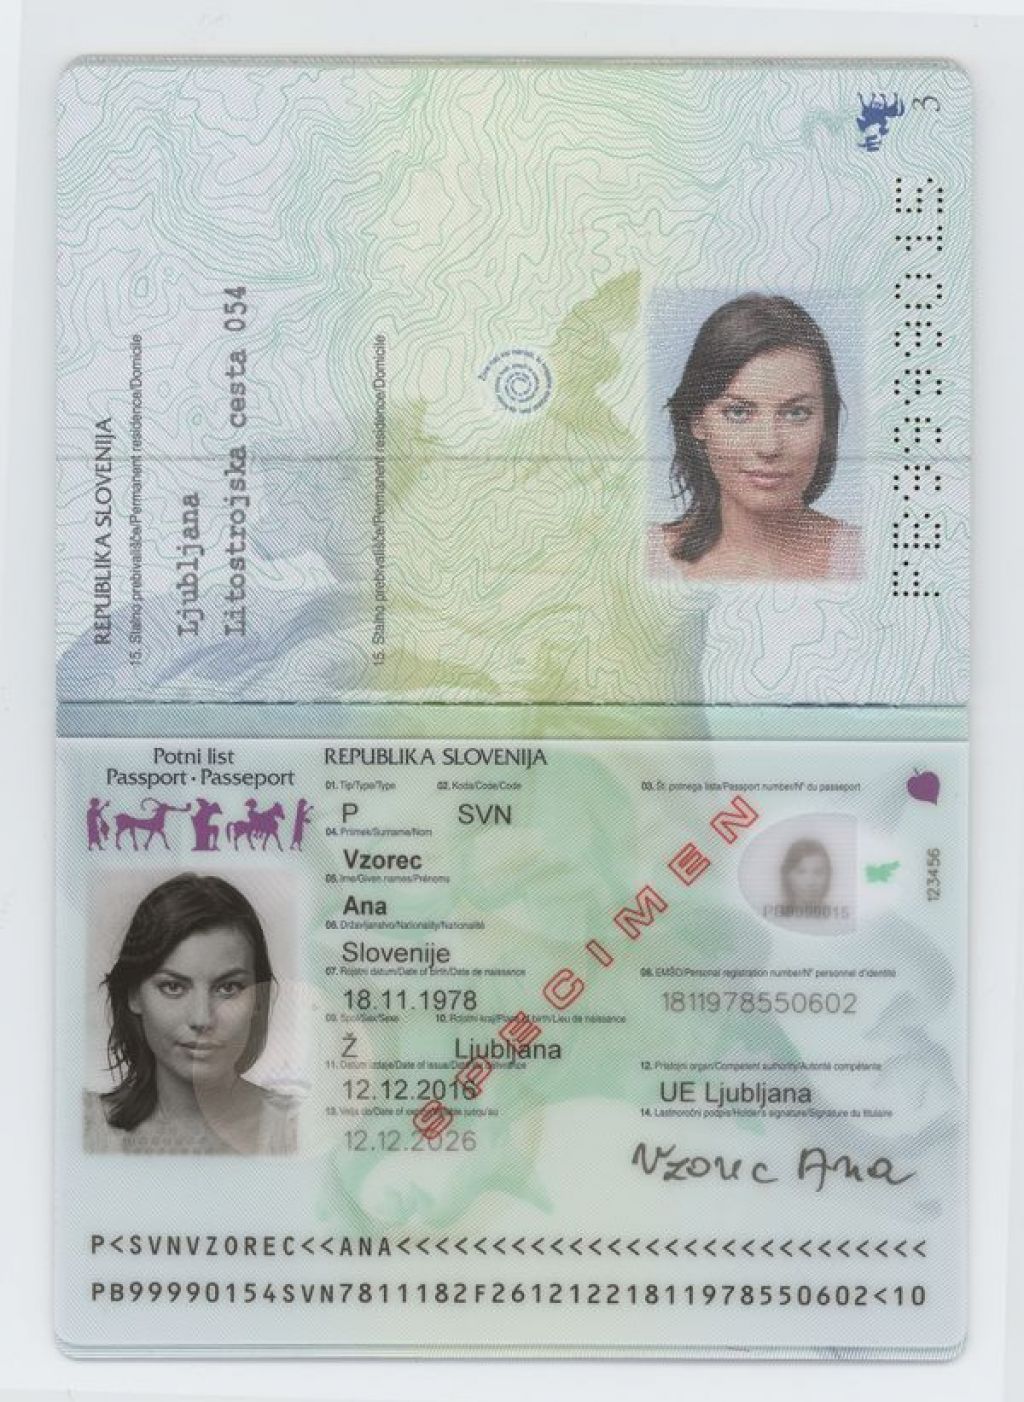 3
PB9999015
REPUBLIKA SLOVENIJA
15. Stalno prebivališče/Permanent residence/Domicile
Ljubljana
Litostrojska cesta 054
15. Stalno prebivališče/Permanent residence/Domicile
Potni list
Passport · Passeport
REPUBLIKA SLOVENIJA
01. Tip/Type/Type 02. Koda/Code/Code 03. Št. potnega lista/Passport number/N° du passeport
P SVN
04. Priimek/Surname/Nom
Vzorec
05. Ime/Given names/Prénoms
Ana
06. Državljanstvo/Nationality/Nationalité
Slovenije
07. Rojstni datum/Date of birth/Date de naissance 08. EMŠO/Personal registration number/N° personnel d'identité
18.11.1978 1811978550602
09. Spol/Sex/Sexe 10. Rojstni kraj/Place of birth/Lieu de naissance
Ž Ljubljana
11. Datum izdaje/Date of issue/Date de délivrance 12. Pristojni organ/Competent authority/Autorité compétente
12.12.2016 UE Ljubljana
13. Velja do/Date of expiry/Valable jusqu'au 14. Lastnoročni podpis/Holder's signature/Signature du titulaire
12.12.2026
Vzorec Ana
SPECIMEN
PB9999015
123456
P<SVNVZOREC<<ANA<<<<<<<<<<<<<<<<<<<<<<<<<<<<
PB99990154SVN7811182F26121221811978550602<10